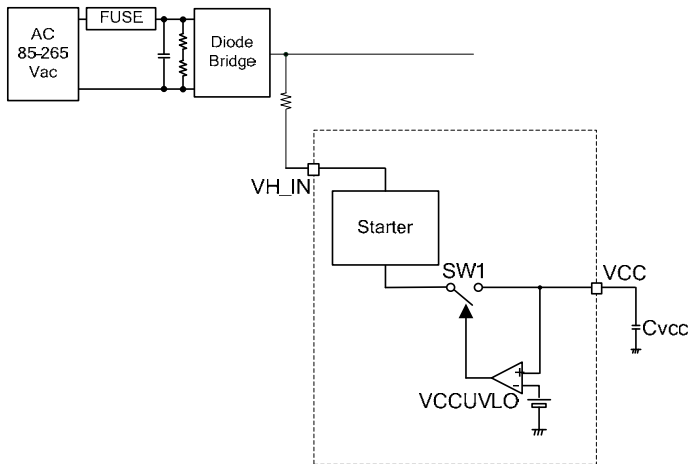 AC
85-265
Vac
FUSE
Diode
Bridge
VH_IN
Starter
SW1
VCC
Cvcc
+
-
VCCUVLO